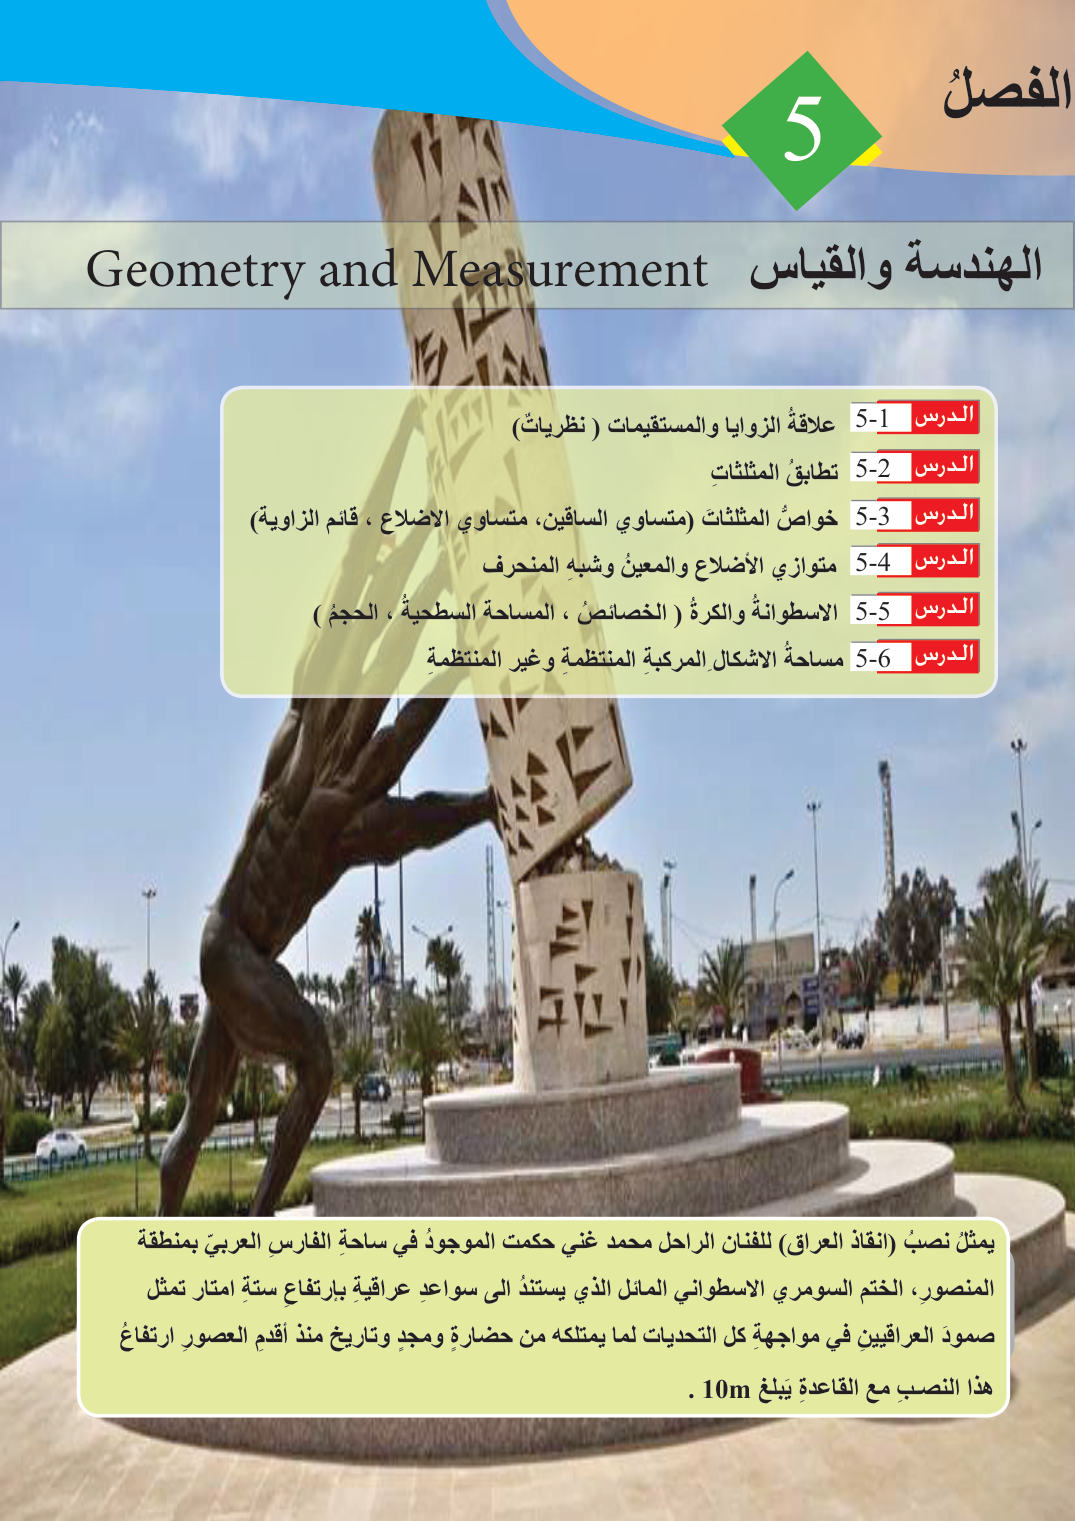 الفصلُ
5
الهندسة والقياس Geometry and Measurement
الدرس 5-1 علاقةُ الزوايا والمستقيمات ( نظرياتٌ)
الدرس 5-2 تطابقُ المثلثاتِ
الدرس 5-3 خواصُّ المثلثاتَ (متساوي الساقين، متساوي الاضلاع ، قائم الزاوية)
الدرس 5-4 متوازي الأضلاع والمعينُ وشبهِ المنحرف
الدرس 5-5 الاسطوانةُ والكرةُ ( الخصائصُ ، المساحة السطحيةُ ، الحجمُ )
الدرس 5-6 مساحةُ الاشكالِ المركبةِ المنتظمةِ وغير المنتظمةِ
يمثلُ نصبُ (انقاذ العراق) للفنان الراحل محمد غني حكمت الموجودُ في ساحةِ الفارسِ العربيّ بمنطقة
المنصورِ، الختم السومري الاسطواني المائل الذي يستندُ الى سواعدِ عراقيةِ بإرتفاعِ ستةِ امتار تمثل
صمودَ العراقيينِ في مواجهةِ كل التحديات لما يمتلكه من حضارةٍ ومجدٍ وتاريخ منذ أقدمِ العصورِ ارتفاعُ
هذا النصبِ مع القاعدةِ يَبلغ 10m .